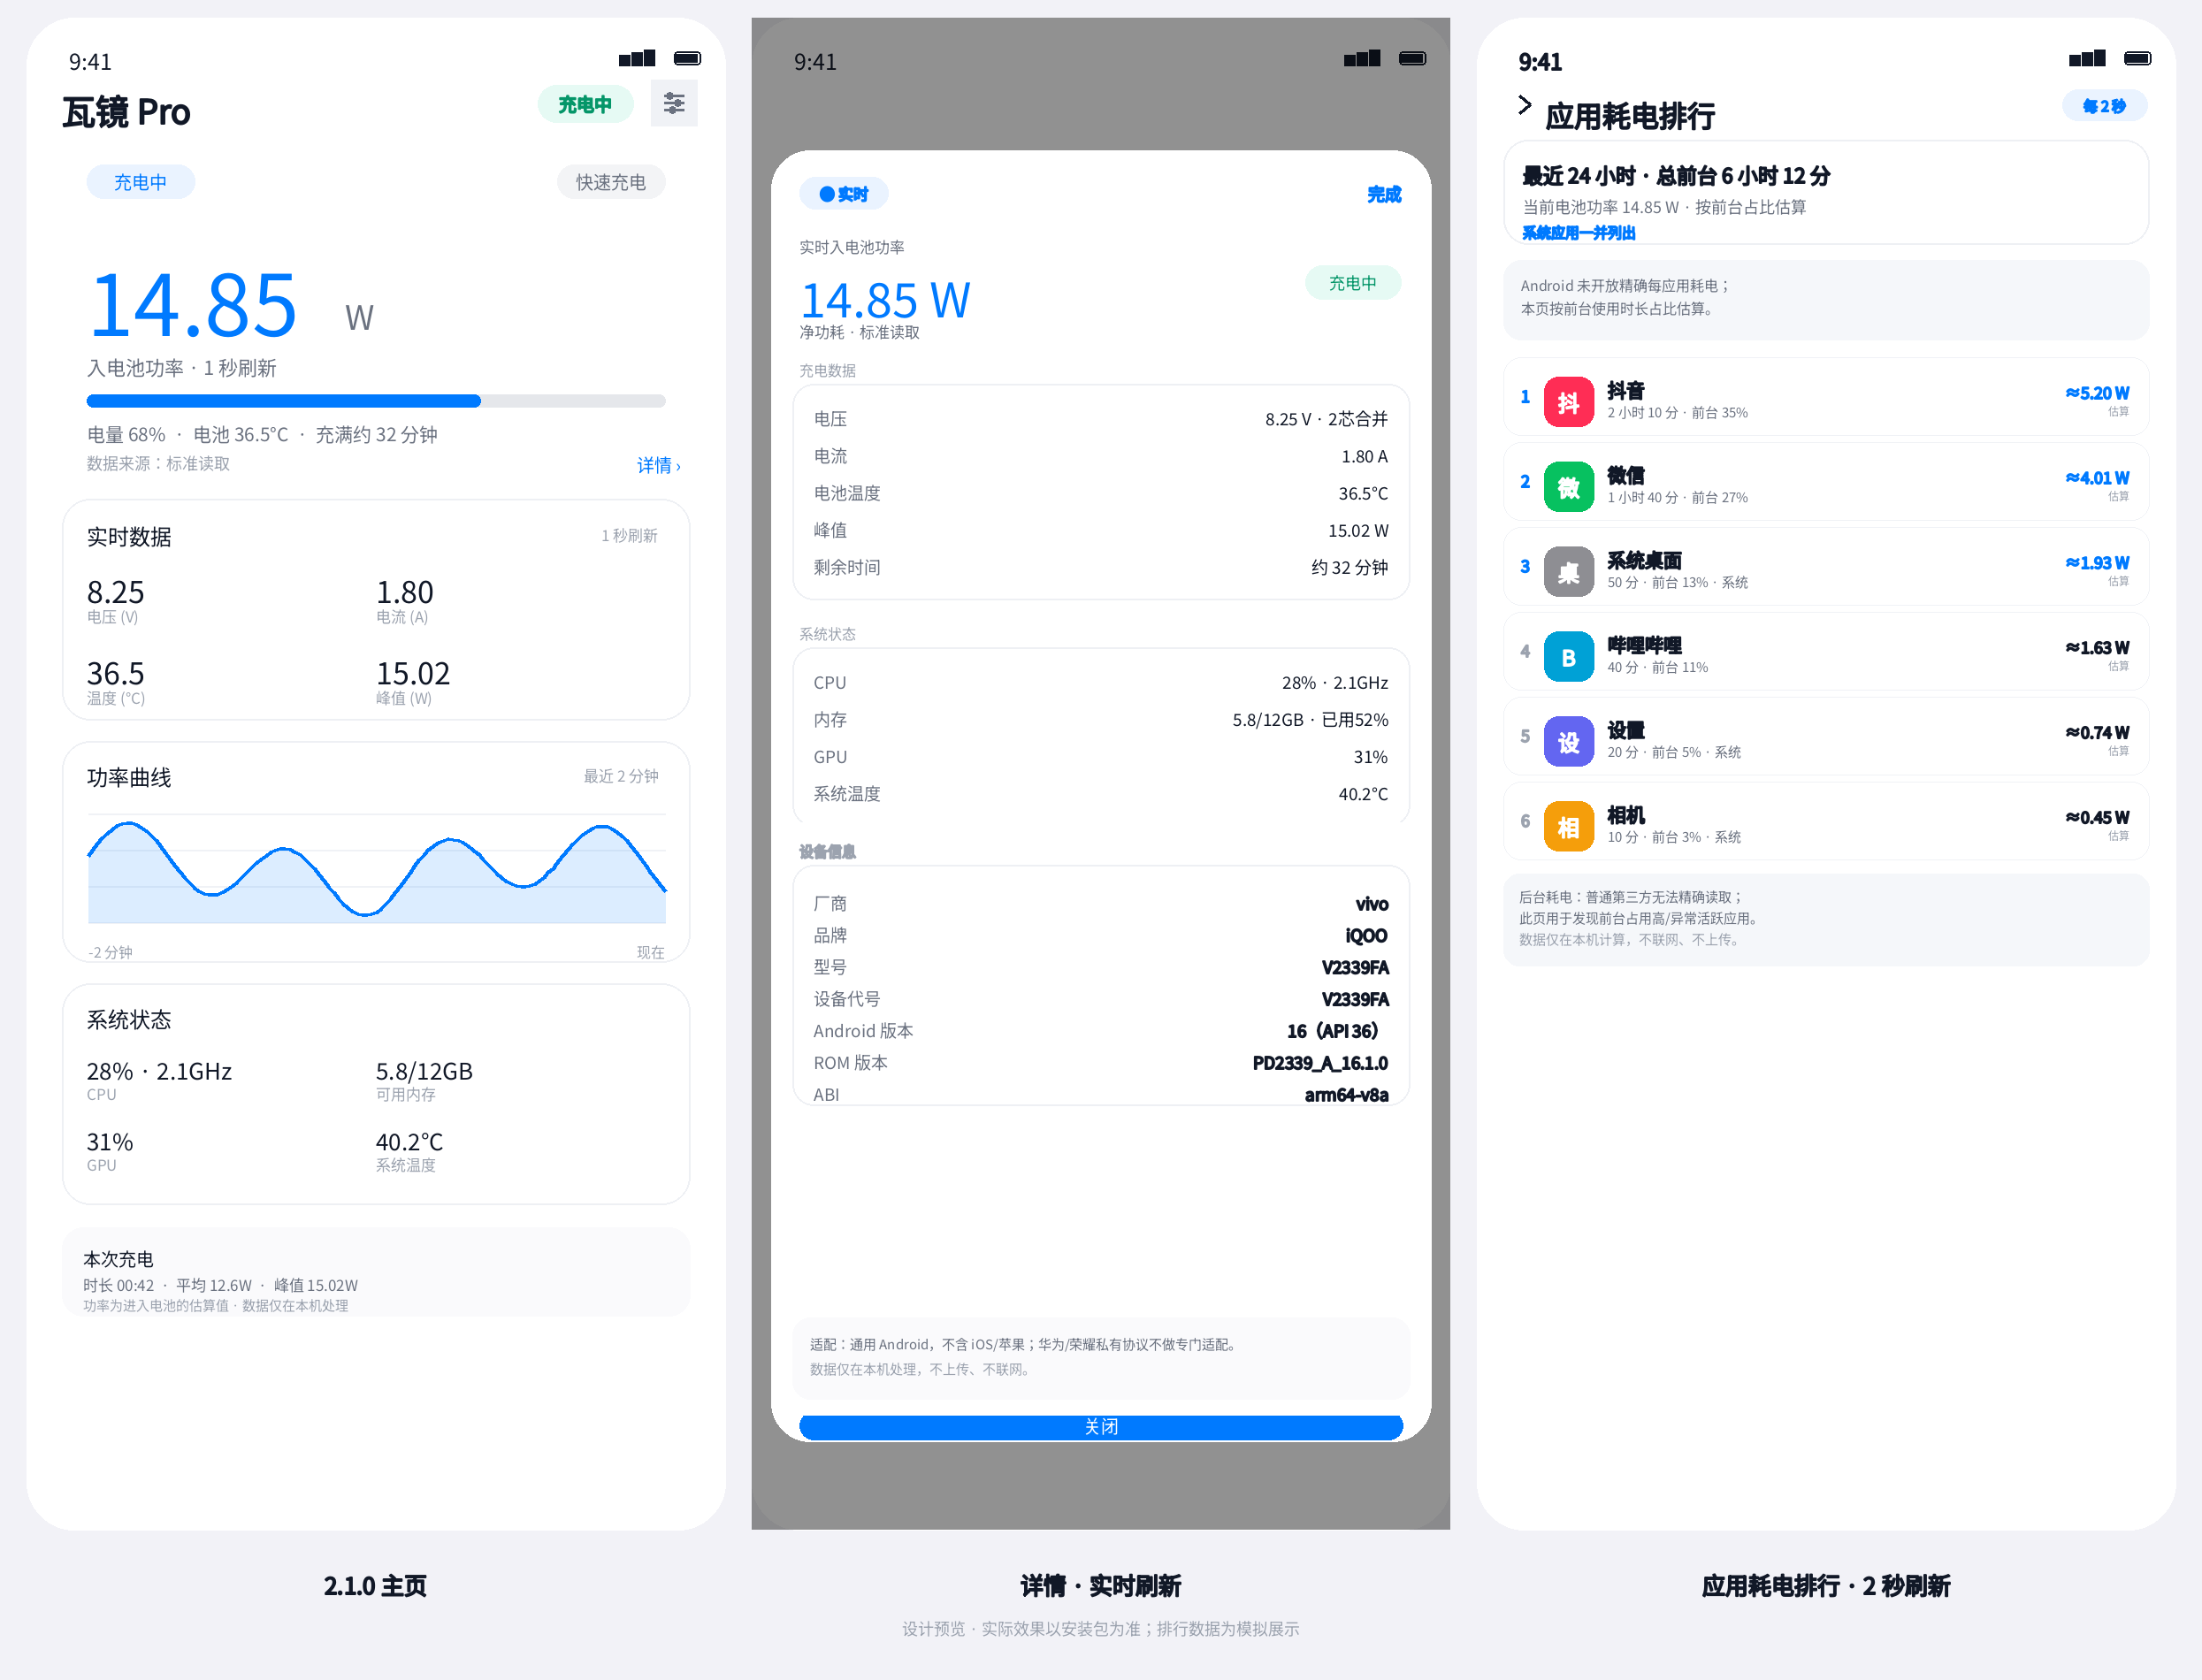 9:41
瓦镜 Pro
充电中
充电中
快速充电
14.85 W
入电池功率 · 1 秒刷新
电量 68% · 电池 36.5°C · 充满约 32 分钟
数据来源：标准读取
详情 ›
实时数据
1 秒刷新
8.25
电压 (V)
1.80
电流 (A)
36.5
温度 (°C)
15.02
峰值 (W)
功率曲线
最近 2 分钟
-2 分钟
现在
系统状态
28% · 2.1GHz
CPU
5.8/12GB
可用内存
31%
GPU
40.2°C
系统温度
本次充电
时长 00:42 · 平均 12.6W · 峰值 15.02W
功率为进入电池的估算值 · 数据仅在本机处理
2.1.0 主页
9:41
实时
完成
实时入电池功率
14.85 W
充电中
净功耗 · 标准读取
充电数据
电压 8.25 V · 2芯合并
电流 1.80 A
电池温度 36.5°C
峰值 15.02 W
剩余时间 约 32 分钟
系统状态
CPU 28% · 2.1GHz
内存 5.8/12GB · 已用52%
GPU 31%
系统温度 40.2°C
设备信息
厂商 vivo
品牌 iQOO
型号 V2339FA
设备代号 V2339FA
Android 版本 16（API 36）
ROM 版本 PD2339_A_16.1.0
ABI arm64-v8a
适配：通用 Android，不含 iOS/苹果；华为/荣耀私有协议不做专门适配。
数据仅在本机处理，不上传、不联网。
关闭
详情 · 实时刷新
设计预览 · 实际效果以安装包为准；排行数据为模拟展示
9:41
应用耗电排行
每 2 秒
最近 24 小时 · 总前台 6 小时 12 分
当前电池功率 14.85 W · 按前台占比估算
系统应用一并列出
Android 未开放精确每应用耗电；
本页按前台使用时长占比估算。
1 抖 抖音 ≈5.20 W
2 小时 10 分 · 前台 35% 估算
2 微 微信 ≈4.01 W
1 小时 40 分 · 前台 27% 估算
3 桌 系统桌面 ≈1.93 W
50 分 · 前台 13% · 系统 估算
4 B 哔哩哔哩 ≈1.63 W
40 分 · 前台 11% 估算
5 设 设置 ≈0.74 W
20 分 · 前台 5% · 系统 估算
6 相 相机 ≈0.45 W
10 分 · 前台 3% · 系统 估算
后台耗电：普通第三方无法精确读取；
此页用于发现前台占用高/异常活跃应用。
数据仅在本机计算，不联网、不上传。
应用耗电排行 · 2 秒刷新